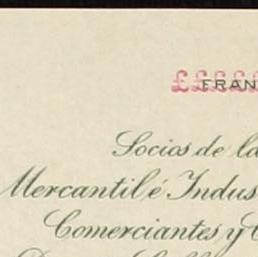 £££££
FRAN
Socios de la
Mercantil é Indus
Comerciantes y C